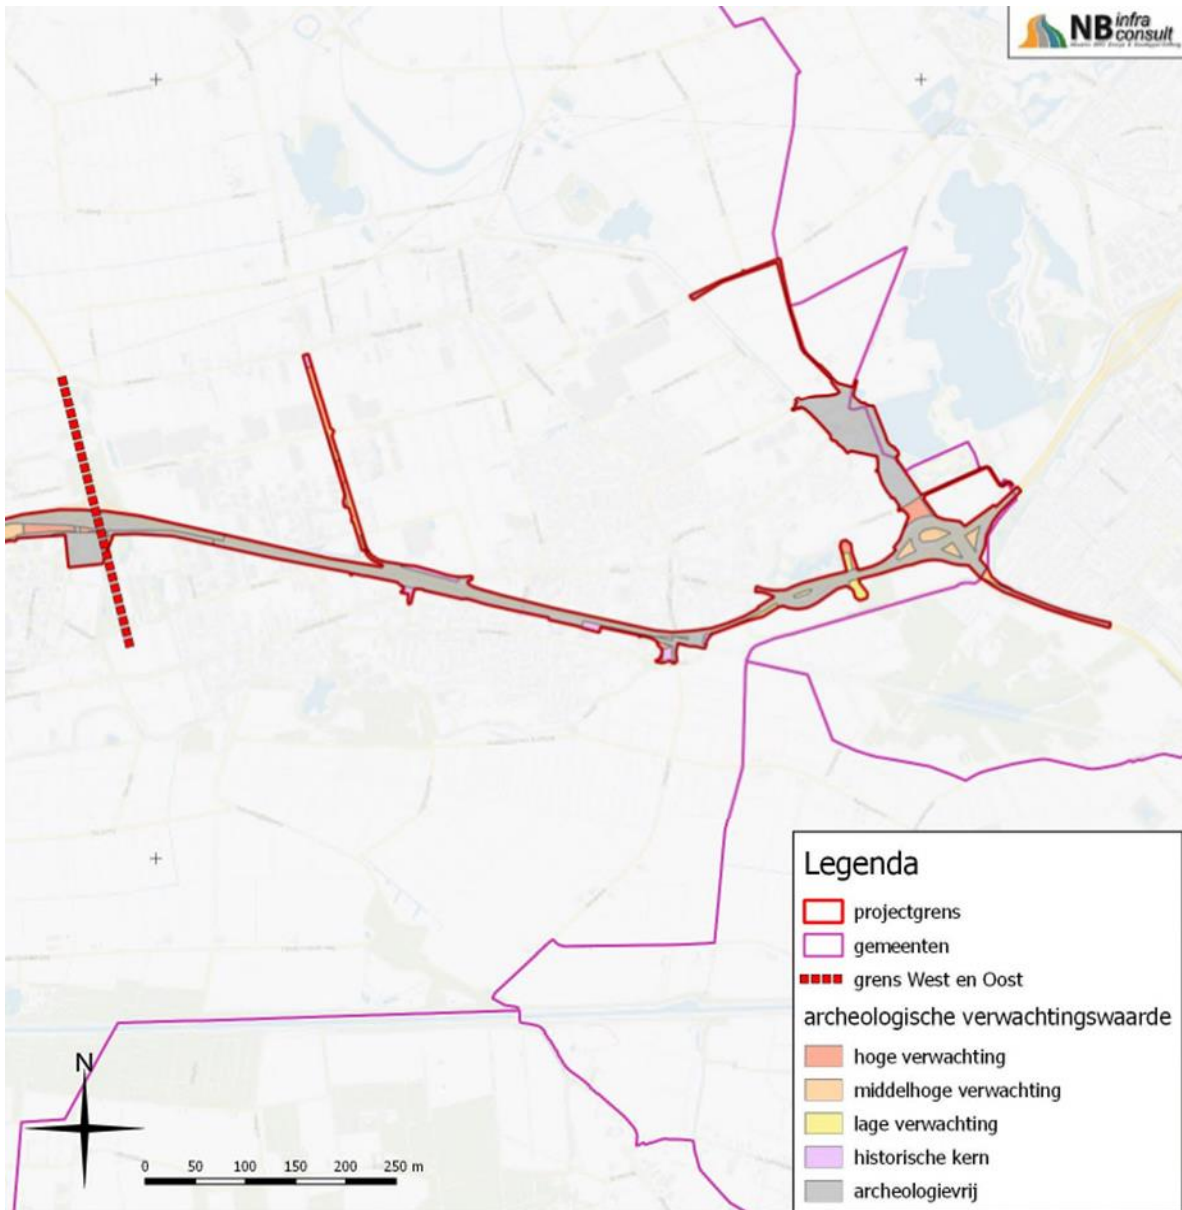 NB infra
consult
Legenda
projectgrens
gemeenten
grens West en Oost
archeologische verwachtingswaarde
hoge verwachting
middelhoge verwachting
lage verwachting
historische kern
archeologievrij
N
0 50 100 150 200 250 m